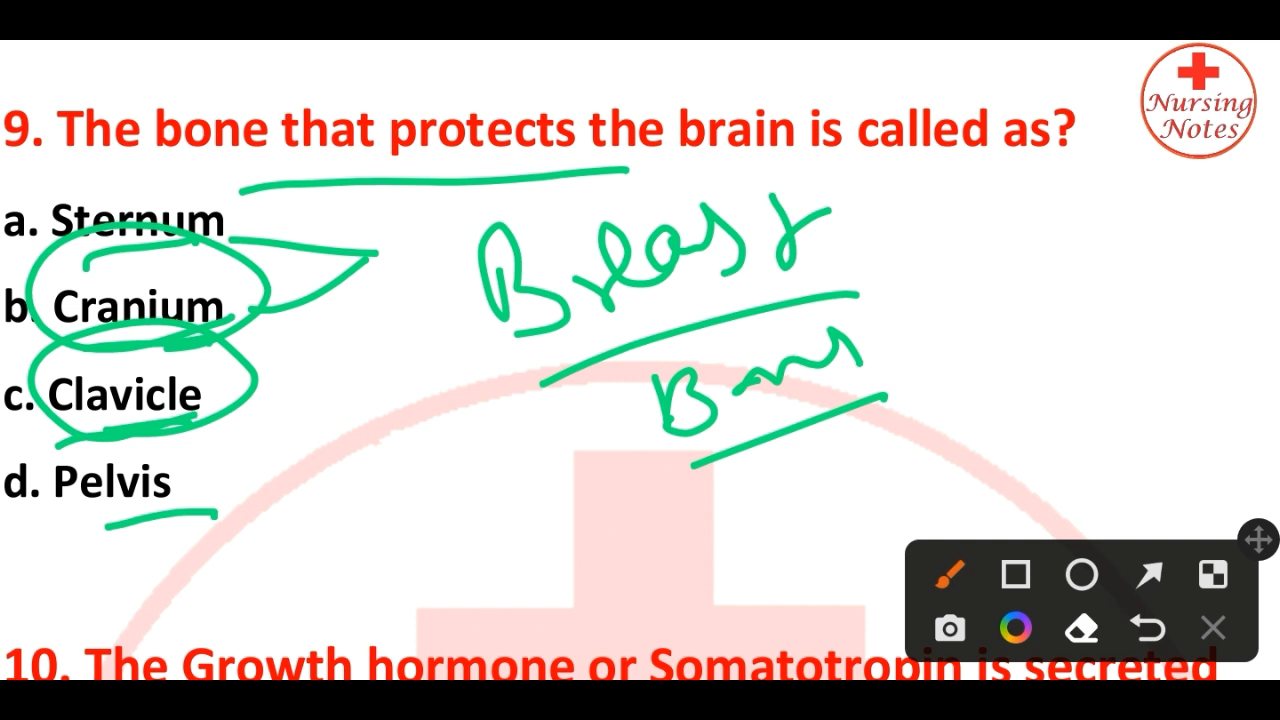 Nursing
Notes
9. The bone that protects the brain is called as?
a. Sternum
b. Cranium
c. Clavicle
d. Pelvis
Breast
10. The Growth hormone or Somatotropin is secreted